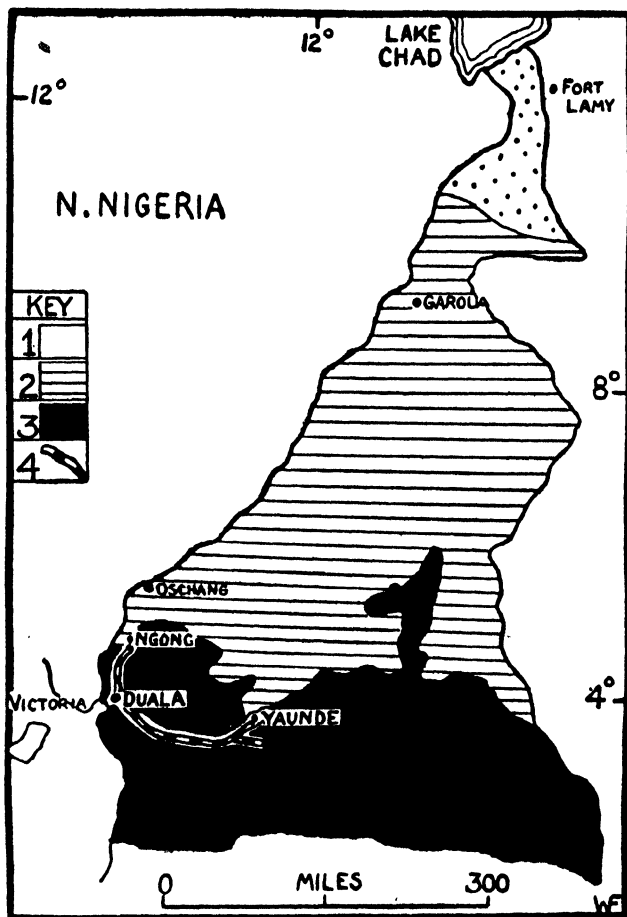 12°
LAKE
CHAD
12°
FORT
LAMY
N. NIGERIA
GAROLA
KEY
1
2
3
4
8°
OSCHANG
NGONG
VICTORIA
DUALA
4°
YAUNDE
0 MILES 300